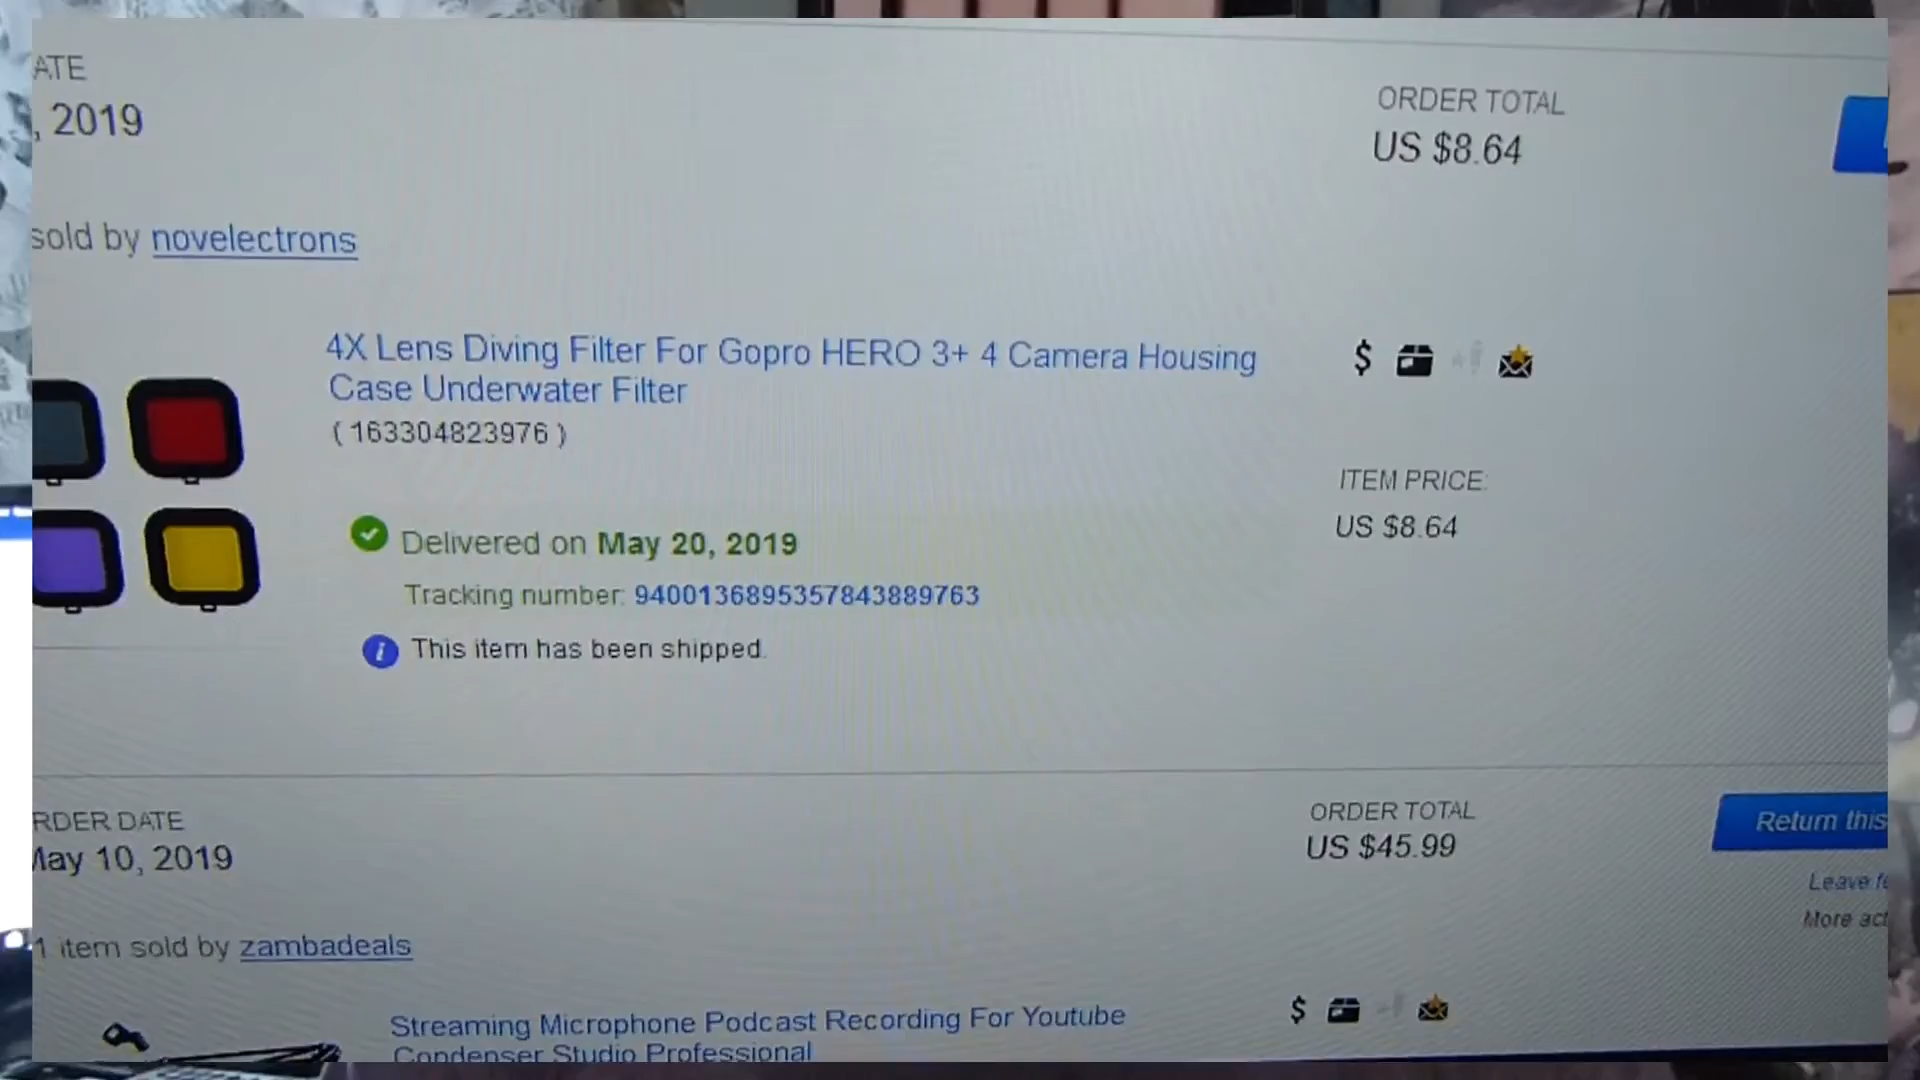 ATE
, 2019
ORDER TOTAL
US $8.64
sold by novelectrons
4X Lens Diving Filter For Gopro HERO 3+ 4 Camera Housing
Case Underwater Filter
( 163304823976 )
$
ITEM PRICE:
US $8.64
Delivered on May 20, 2019
Tracking number: 9400136895357843889763
This item has been shipped.
RDER DATE
May 10, 2019
ORDER TOTAL
US $45.99
Return this
Leave
More
1 item sold by zambadeals
$
Streaming Microphone Podcast Recording For Youtube
Condenser Studio Professional